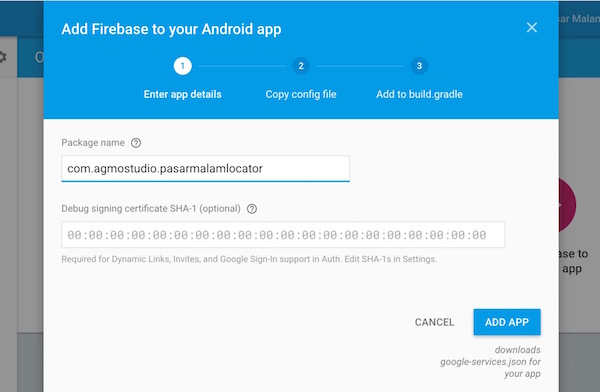 Add Firebase to your Android app
sar Malam
O
1
2
3
Enter app details
Copy config file
Add to build.gradle
Package name
com.agmostudio.pasarmalamlocator
Debug signing certificate SHA-1 (optional)
00:00:00:00:00:00:00:00:00:00:00:00:00:00:00:00:00:00:00:00
Required for Dynamic Links, Invites, and Google Sign-In support in Auth. Edit SHA-1s in Settings.
ase to
app
CANCEL
ADD APP
downloads
google-services.json for
your app